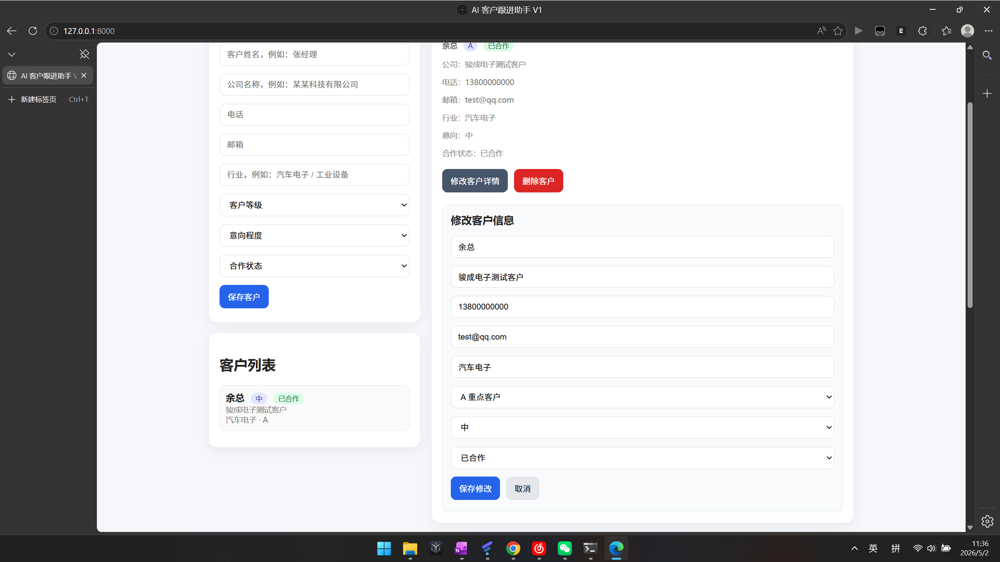 AI 客户跟进助手 V1
127.0.0.1:8000
AI 客户跟进助手 V
新建标签页 Ctrl+T
客户姓名，例如：张经理
公司名称，例如：某某科技有限公司
电话
邮箱
行业，例如：汽车电子 / 工业设备
客户等级
意向程度
合作状态
保存客户
客户列表
余总 中 已合作
骏成电子测试客户
汽车电子 · A
余总 A 已合作
公司：骏成电子测试客户
电话：13800000000
邮箱：test@qq.com
行业：汽车电子
意向：中
合作状态：已合作
修改客户详情 删除客户
修改客户信息
余总
骏成电子测试客户
13800000000
test@qq.com
汽车电子
A 重点客户
中
已合作
保存修改 取消
英 拼
11:36
2026/5/2